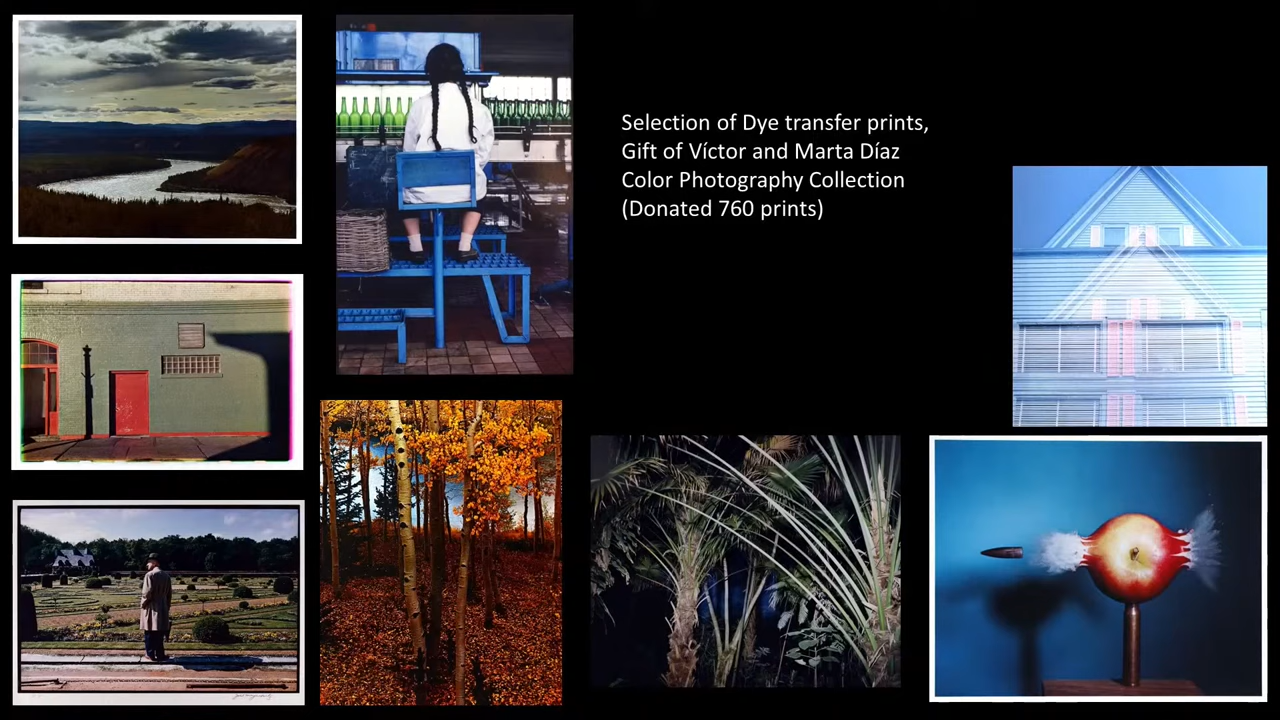 Selection of Dye transfer prints,
Gift of Víctor and Marta Díaz
Color Photography Collection
(Donated 760 prints)